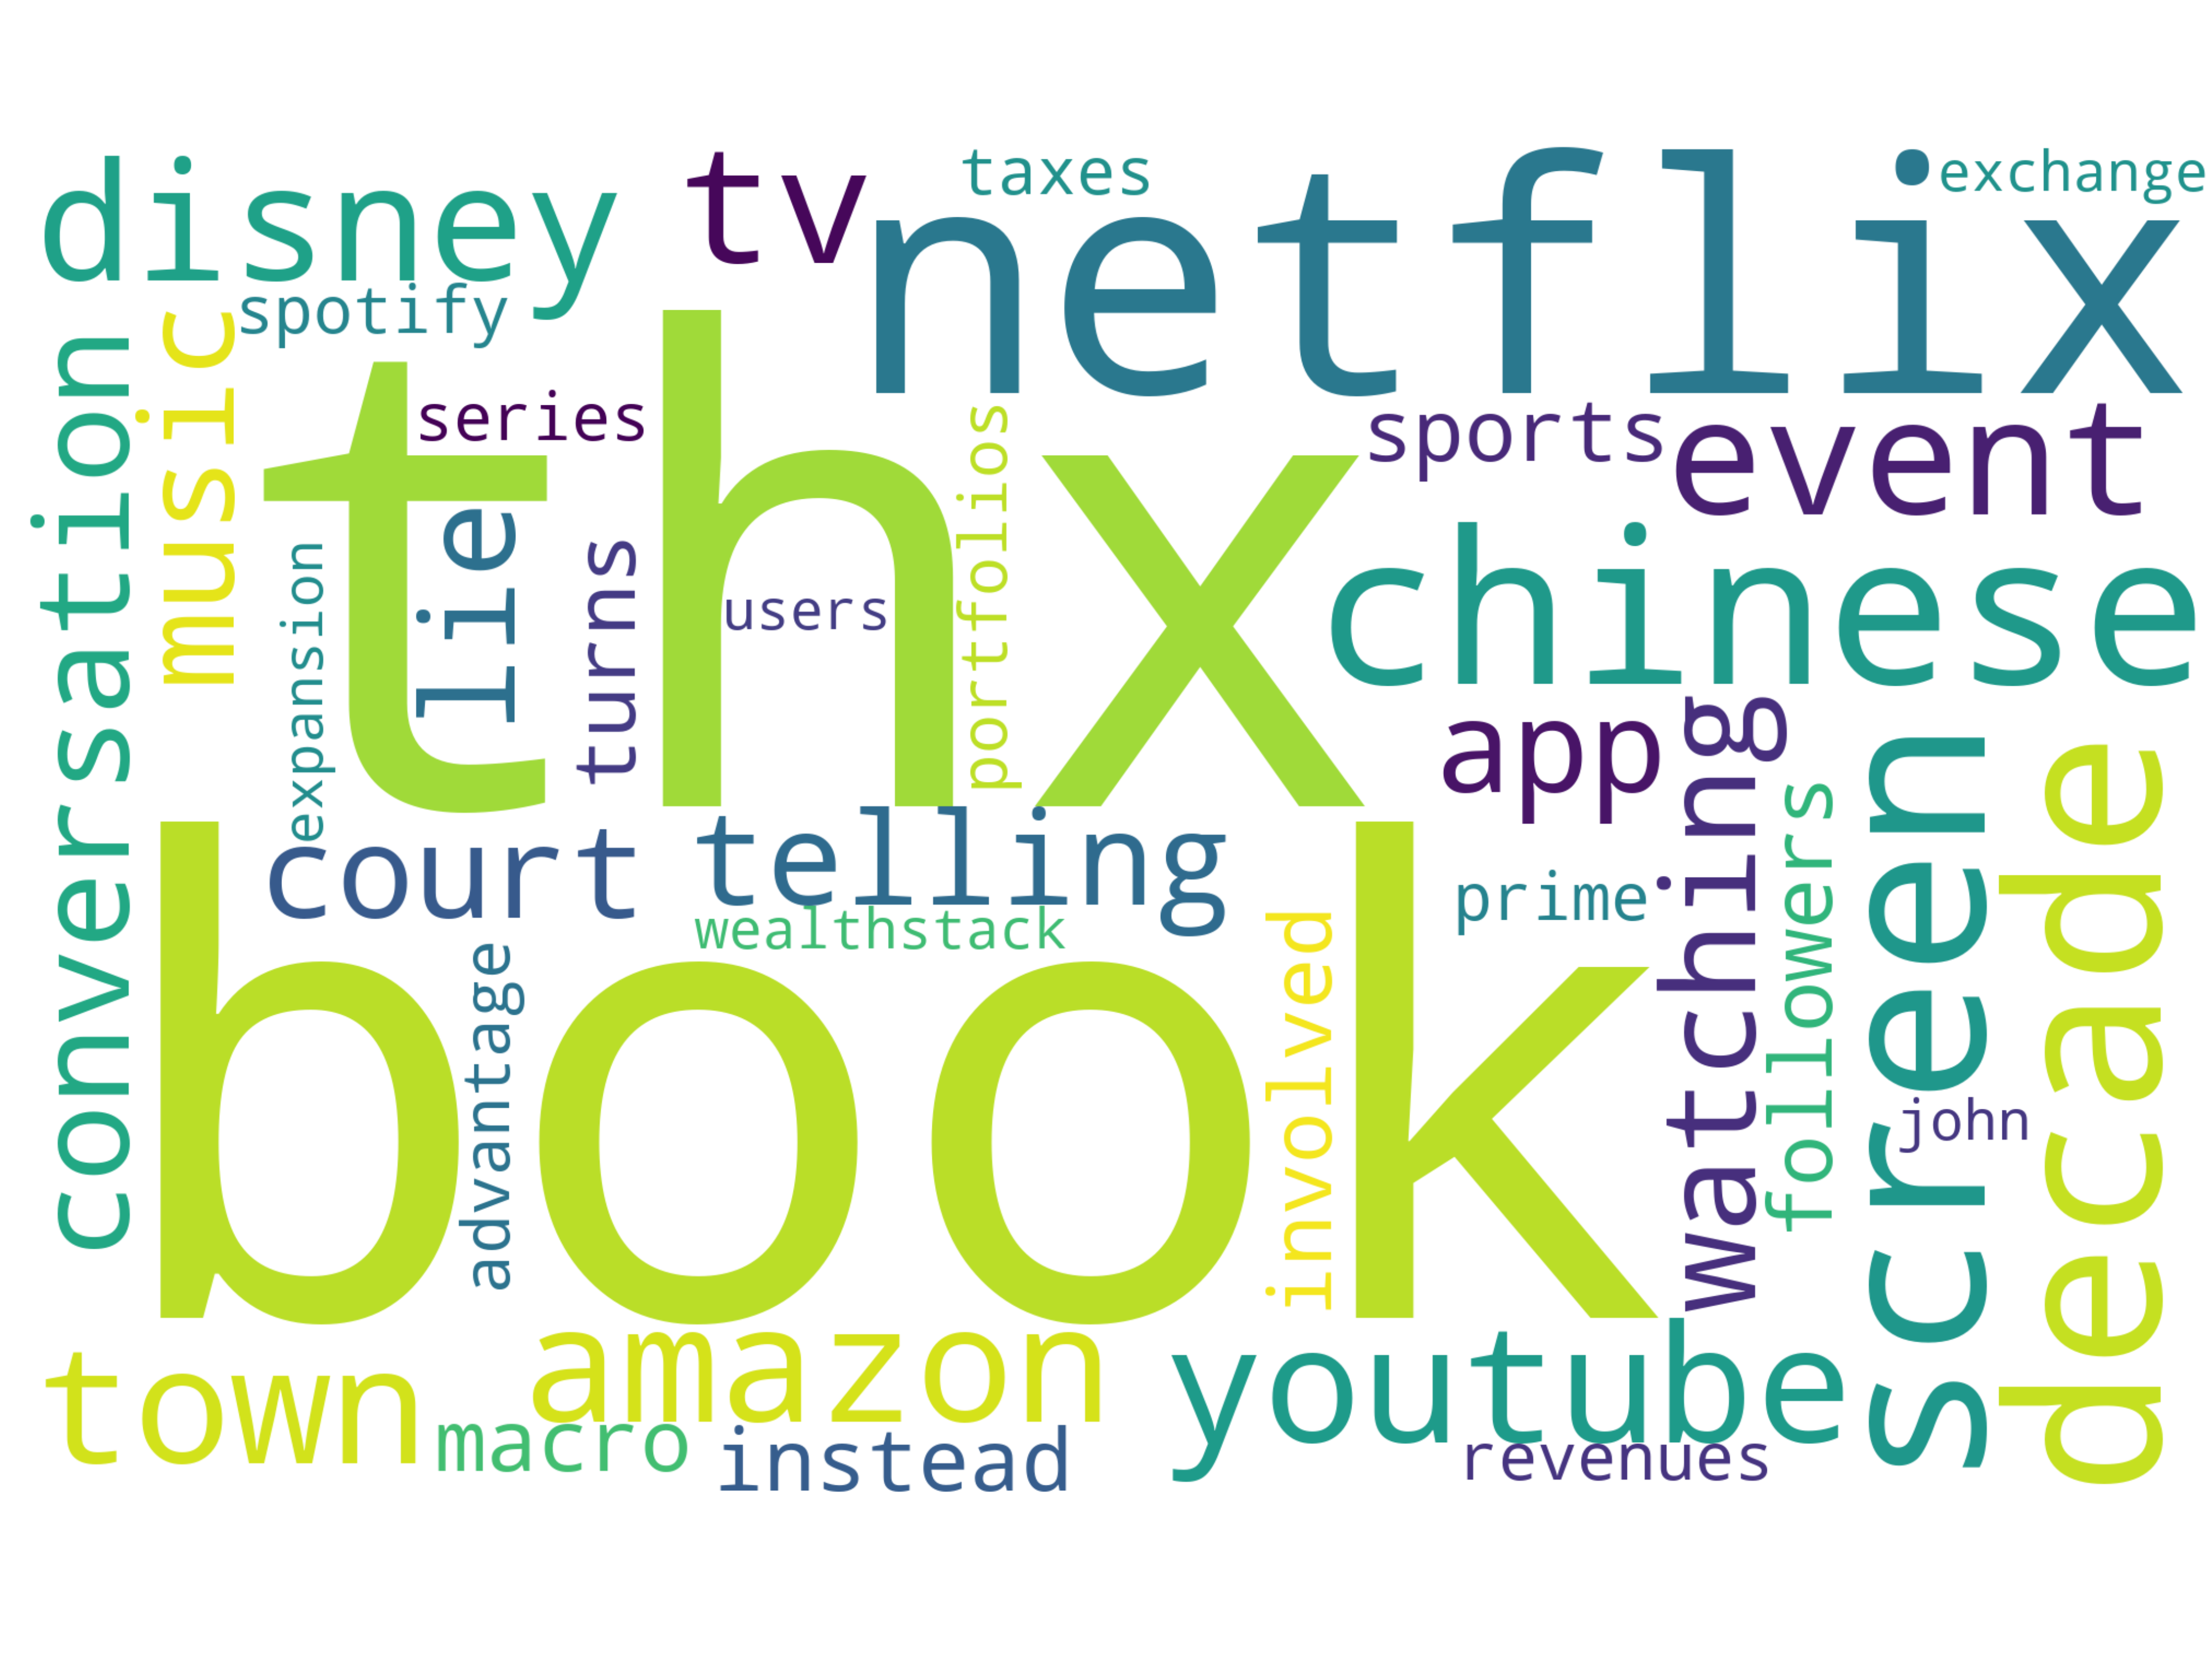 disney
tv
taxes
netflix
exchange
spotify
music
conversation
series
thx
portfolios
sports
event
lie
turns
users
expansion
chinese
app
watching
court
telling
wealthstack
prime
followers
screen
decade
book
advantage
involved
john
town
amazon
youtube
macro
instead
revenues